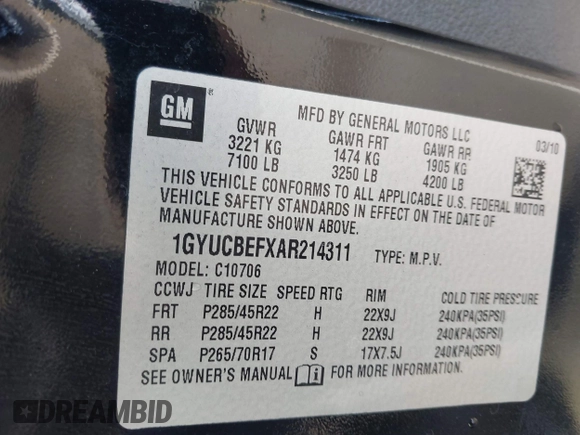 GM
®
MFD BY GENERAL MOTORS LLC
03/10
GVWR GAWR FRT GAWR RR
3221 KG 1474 KG 1905 KG
7100 LB 3250 LB 4200 LB
THIS VEHICLE CONFORMS TO ALL APPLICABLE U.S. FEDERAL MOTOR
VEHICLE SAFETY STANDARDS IN EFFECT ON THE DATE OF
MANUFACTURE SHOWN ABOVE.
1GYUCBEFXAR214311 TYPE: M.P.V.
MODEL: C10706
CCWJ TIRE SIZE SPEED RTG RIM COLD TIRE PRESSURE
FRT P285/45R22 H 22X9J 240KPA(35PSI)
RR P285/45R22 H 22X9J 240KPA(35PSI)
SPA P265/70R17 S 17X7.5J 240KPA(35PSI)
SEE OWNER'S MANUAL FOR MORE INFORMATION.
DREAMBID